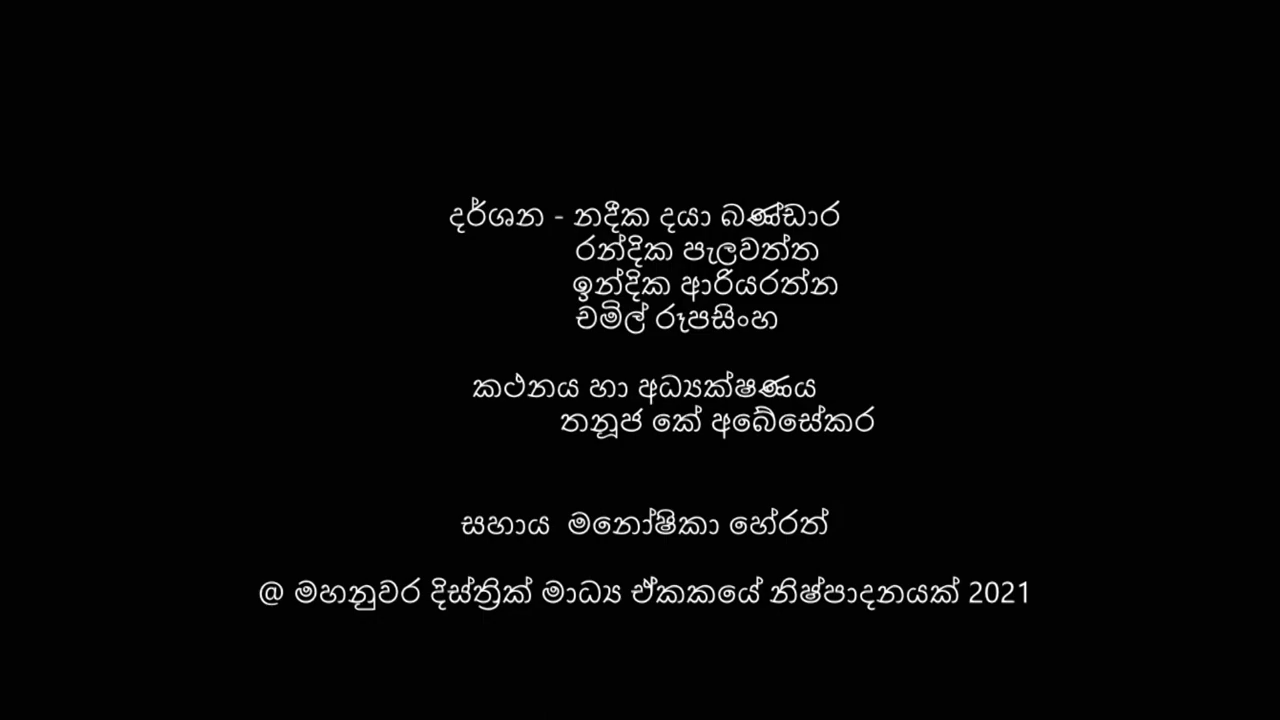 දර්ශන - නදීක දයා බණ්ඩාර
රන්දික පැලවත්ත
ඉන්දික ආරියරත්න
චමිල් රූපසිංහ
කථනය හා අධ්‍යක්ෂණය
තනූජ කේ අබේසේකර
සහාය  මනෝෂිකා හේරත්
@ මහනුවර දිස්ත්‍රික් මාධ්‍ය ඒකකයේ නිෂ්පාදනයක් 2021